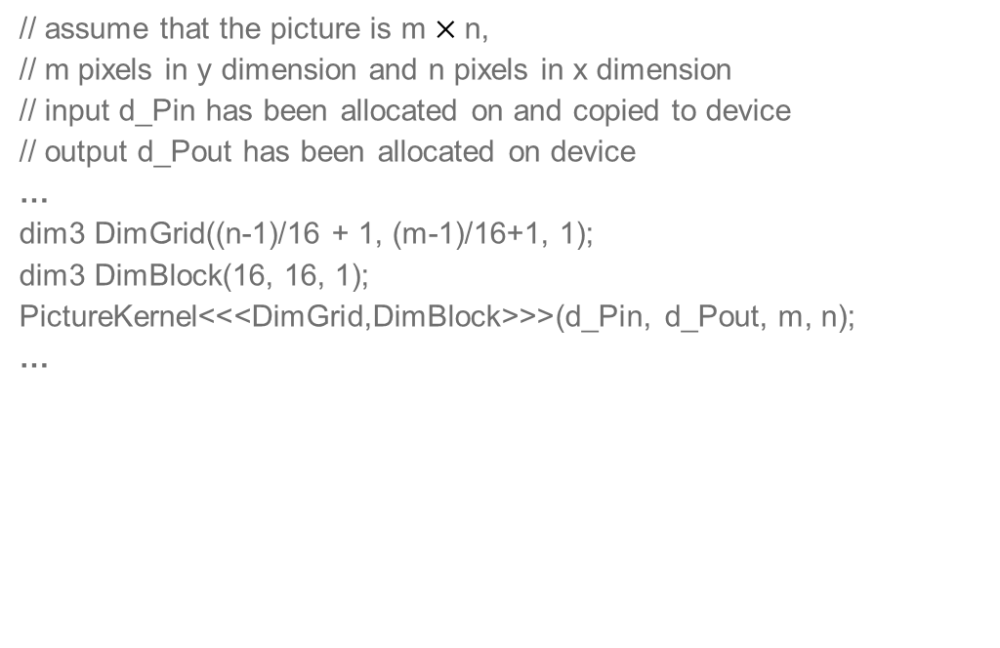 // assume that the picture is m × n,
// m pixels in y dimension and n pixels in x dimension
// input d_Pin has been allocated on and copied to device
// output d_Pout has been allocated on device
…
dim3 DimGrid((n-1)/16 + 1, (m-1)/16+1, 1);
dim3 DimBlock(16, 16, 1);
PictureKernel<<<DimGrid,DimBlock>>>(d_Pin, d_Pout, m, n);
…